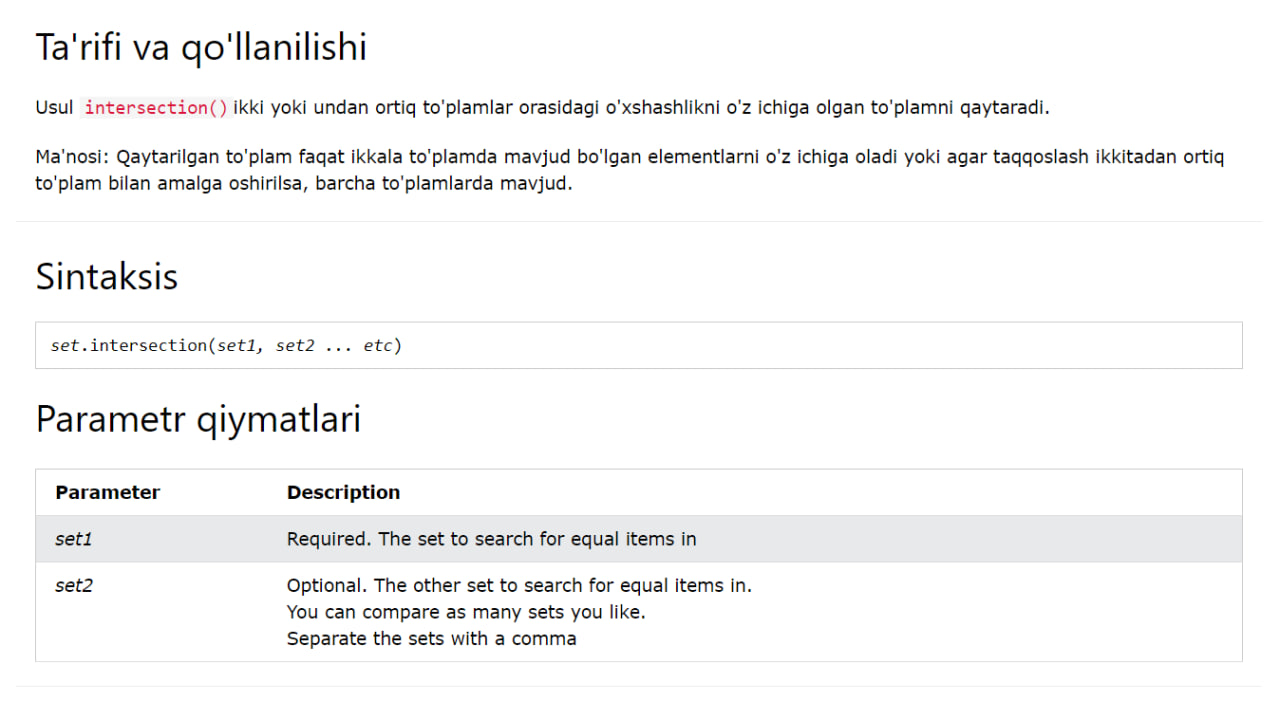 Ta'rifi va qo'llanilishi
Usul intersection() ikki yoki undan ortiq to'plamlar orasidagi o'xshashlikni o'z ichiga olgan to'plamni qaytaradi.
Ma'nosi: Qaytarilgan to'plam faqat ikkala to'plamda mavjud bo'lgan elementlarni o'z ichiga oladi yoki agar taqqoslash ikkitadan ortiq
to'plam bilan amalga oshirilsa, barcha to'plamlarda mavjud.
Sintaksis
set.intersection(set1, set2 ... etc)
Parametr qiymatlari
Parameter Description
set1 Required. The set to search for equal items in
set2 Optional. The other set to search for equal items in.
You can compare as many sets you like.
Separate the sets with a comma